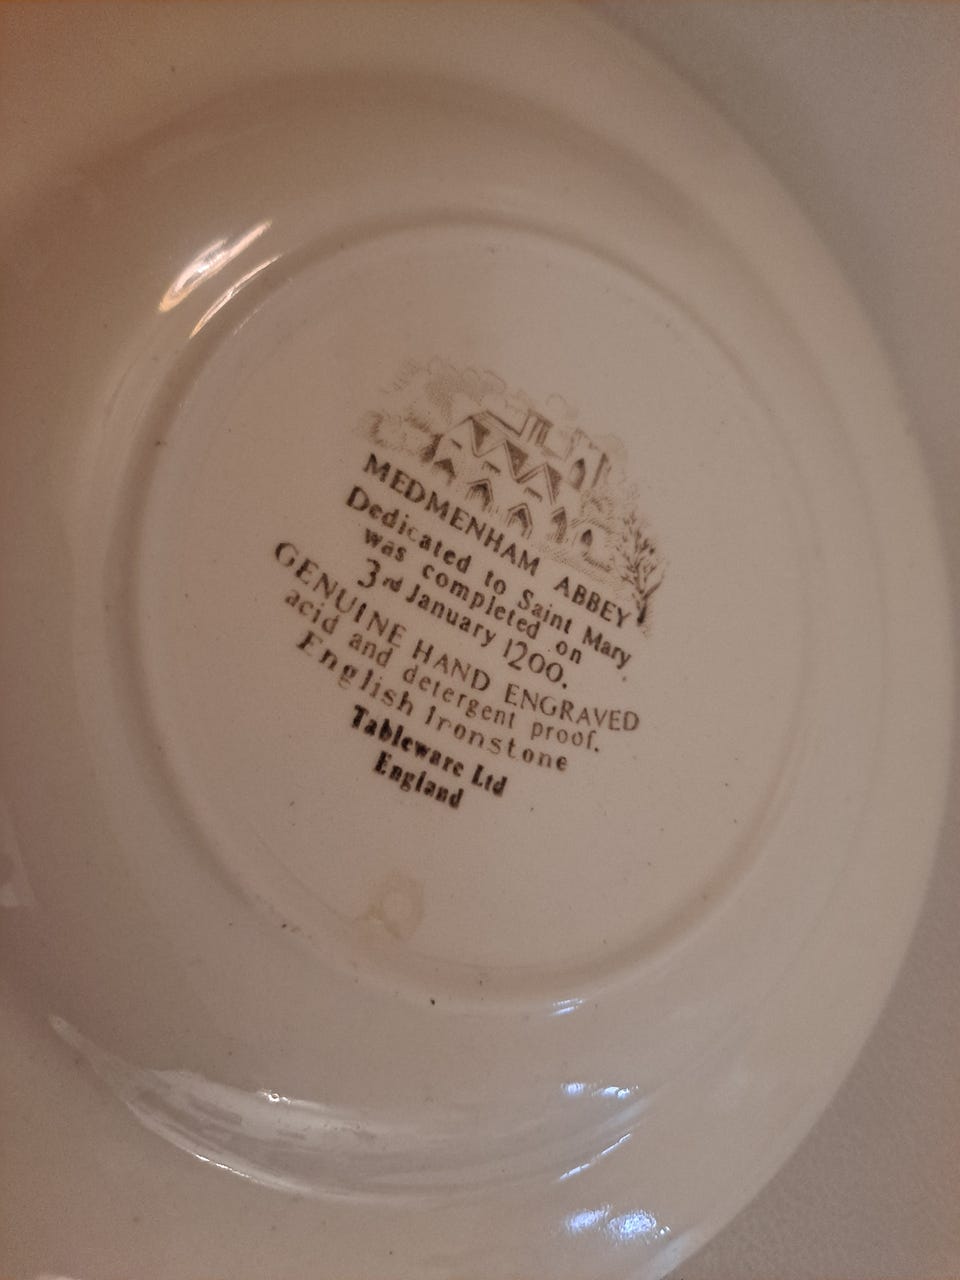 MEDMENHAM ABBEY
Dedicated to Saint Mary
was completed on
3rd January 1200.
GENUINE HAND ENGRAVED
acid and detergent proof.
English Ironstone
Tableware Ltd
England